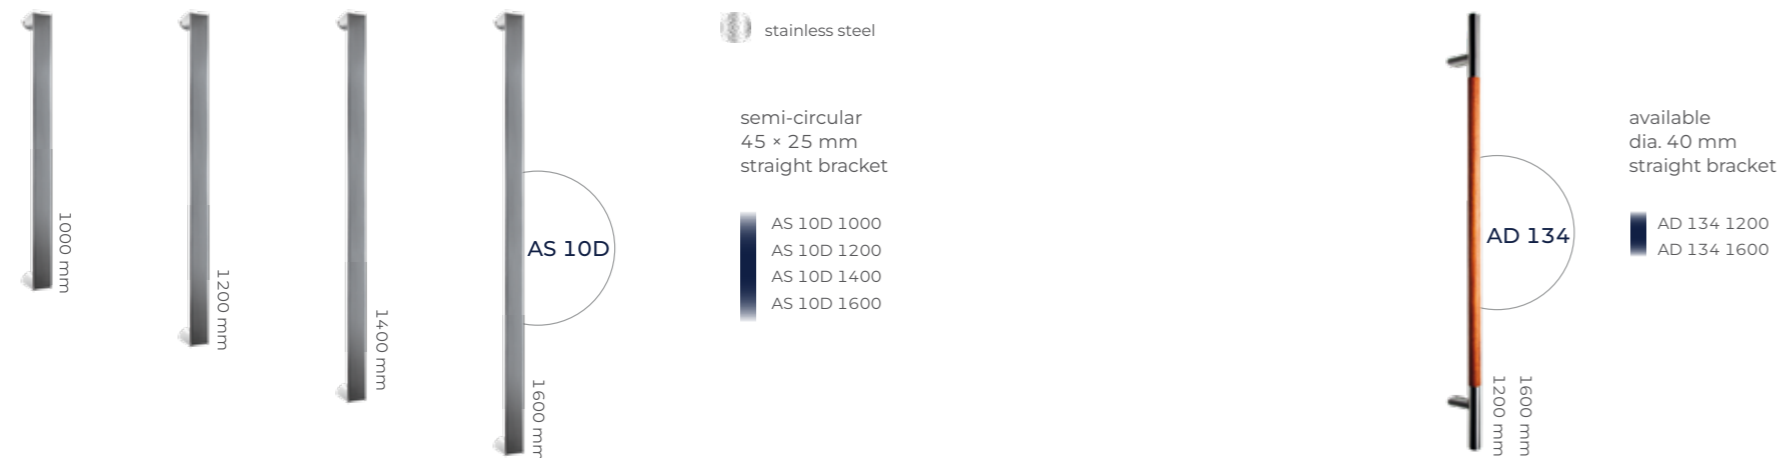 1000 mm
1200 mm
1400 mm
1600 mm
AS 10D
stainless steel
semi-circular
45 × 25 mm
straight bracket
AS 10D 1000
AS 10D 1200
AS 10D 1400
AS 10D 1600
AD 134
1200 mm
1600 mm
available
dia. 40 mm
straight bracket
AD 134 1200
AD 134 1600